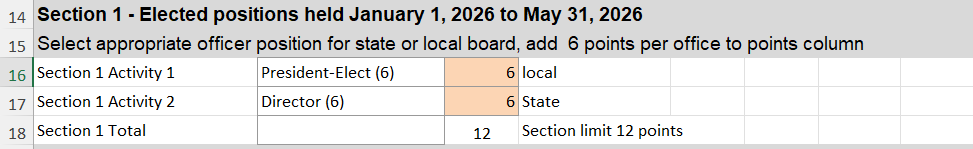 14 Section 1 - Elected positions held January 1, 2026 to May 31, 2026
15 Select appropriate officer position for state or local board, add  6 points per office to points column
16 Section 1 Activity 1 President-Elect (6) 6 local
17 Section 1 Activity 2 Director (6) 6 State
18 Section 1 Total 12 Section limit 12 points